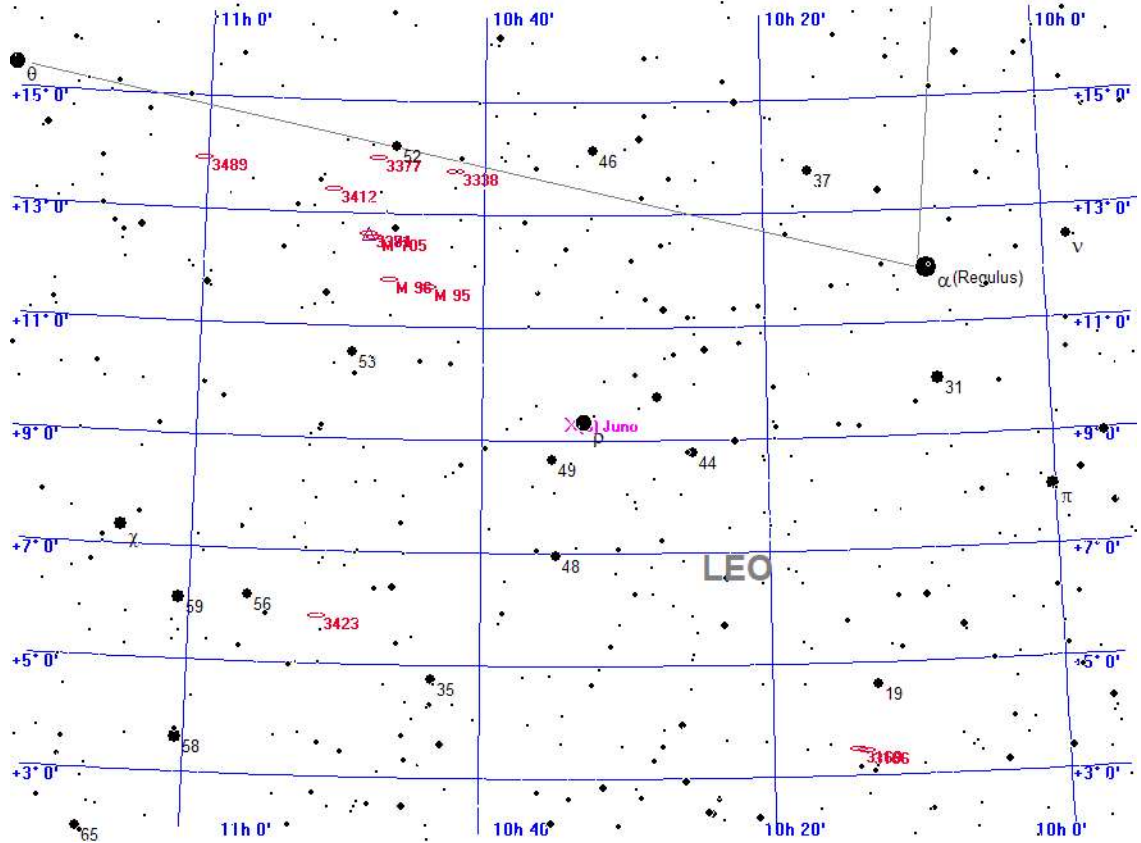 11h 0' 10h 40' 10h 20' 10h 0'
θ
+15° 0' +15° 0'
52 46
3489 3377 3338 37
3412
+13° 0' +13° 0'
ν
M 105
α (Regulus)
M 96 M 95
+11° 0' +11° 0'
53
31
Juno
ρ
+9° 0' +9° 0'
49 44
π
χ
+7° 0' +7° 0'
48 LEO
59 56
3423
+5° 0' +5° 0'
35 19
58
+3° 0' +3° 0'
65
11h 0' 10h 40' 10h 20' 10h 0'